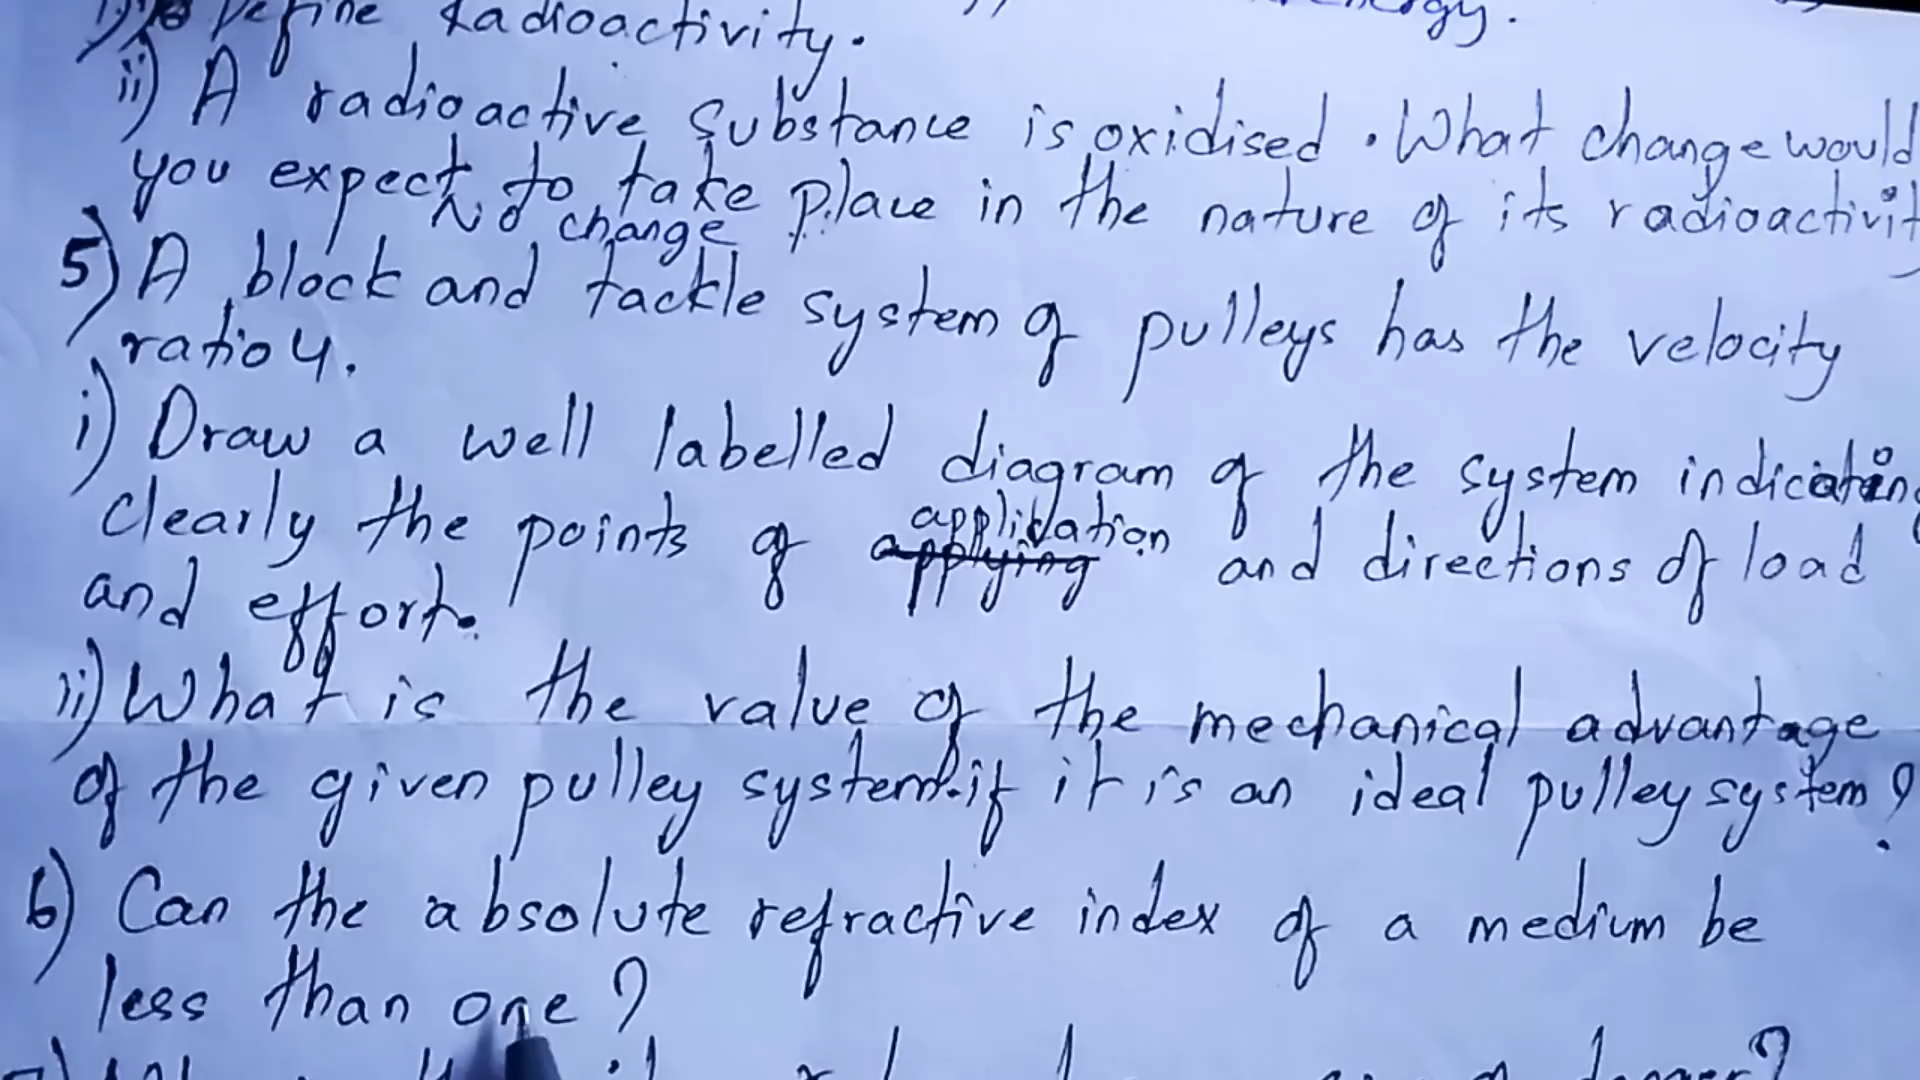 Define Radioactivity.
ii) A radioactive substance is oxidised. What change would
you expect to take place in the nature of its radioactivit
No change
5) A block and tackle system of pulleys has the velocity
ratio 4.
i) Draw a well labelled diagram of the system indicating
clearly the points of applying application and directions of load
and effort.
ii) What is the value of the mechanical advantage
of the given pulley system.if it is an ideal pulley system?
6) Can the absolute refractive index of a medium be
less than one?